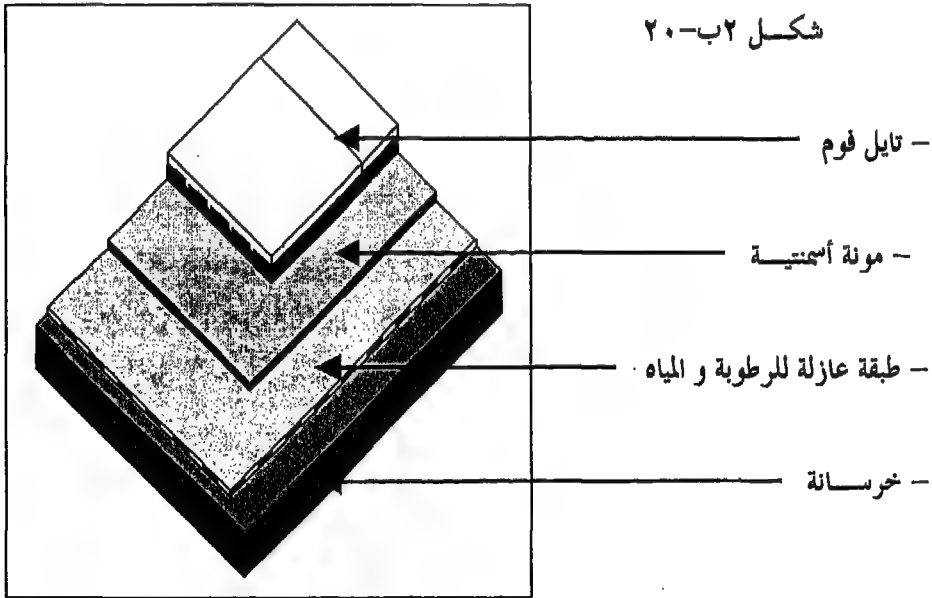 شكل ٢ب-٢٠
- تايل فوم
- مونة أسمنتية
- طبقة عازلة للرطوبة و المياه
- خرسانة